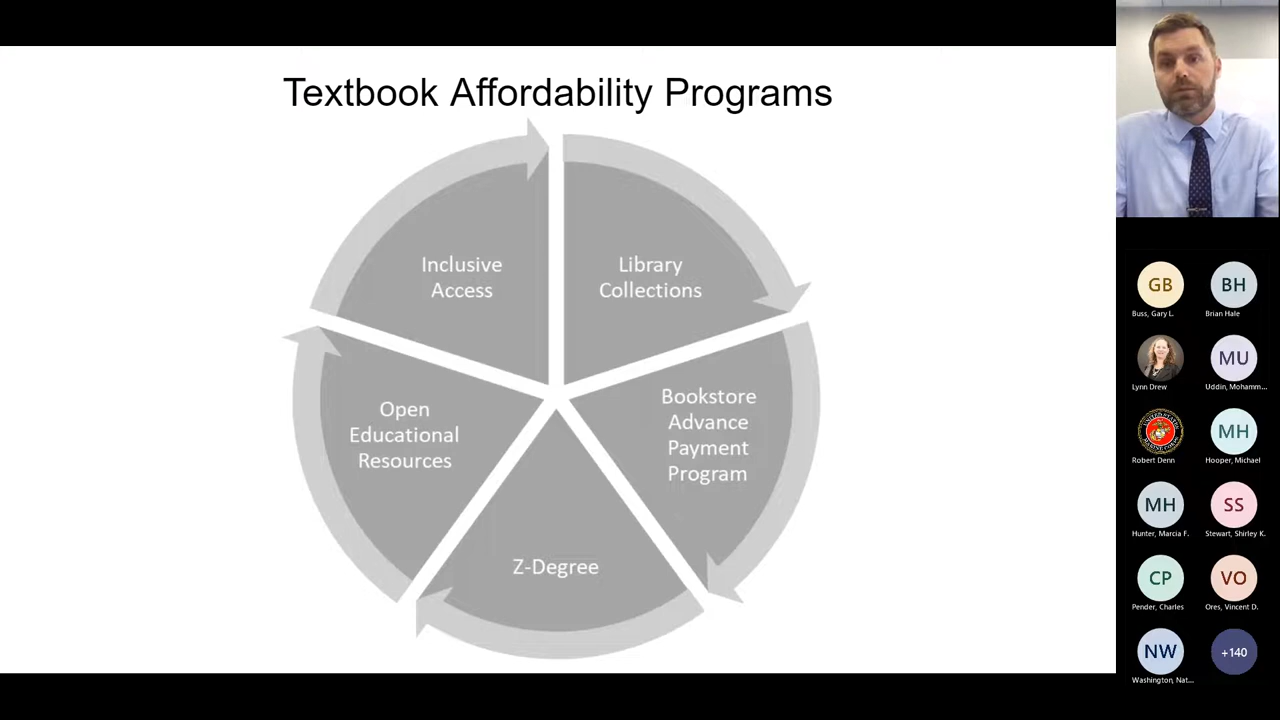 Textbook Affordability Programs
Inclusive
Access
Library
Collections
Bookstore
Advance
Payment
Program
Z-Degree
Open
Educational
Resources
GB
Buss, Gary L.
BH
Brian Hale
Lynn Drew
MU
Uddin, Mohamm...
Robert Denn
MH
Hooper, Michael
MH
Hunter, Marcia F.
SS
Stewart, Shirley K.
CP
Pender, Charles
VO
Ores, Vincent D.
NW
Washington, Nat...
+140